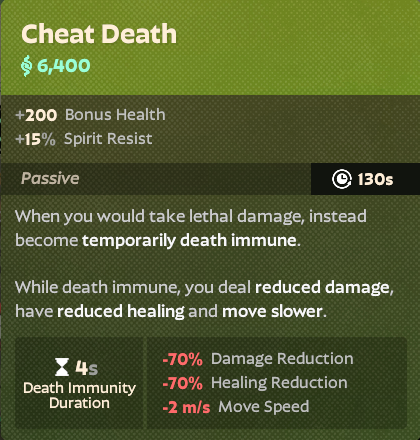 Cheat Death
6,400
+200 Bonus Health
+15% Spirit Resist
Passive 130s
When you would take lethal damage, instead
become temporarily death immune.
While death immune, you deal reduced damage,
have reduced healing and move slower.
4s
Death Immunity
Duration
-70% Damage Reduction
-70% Healing Reduction
-2 m/s Move Speed